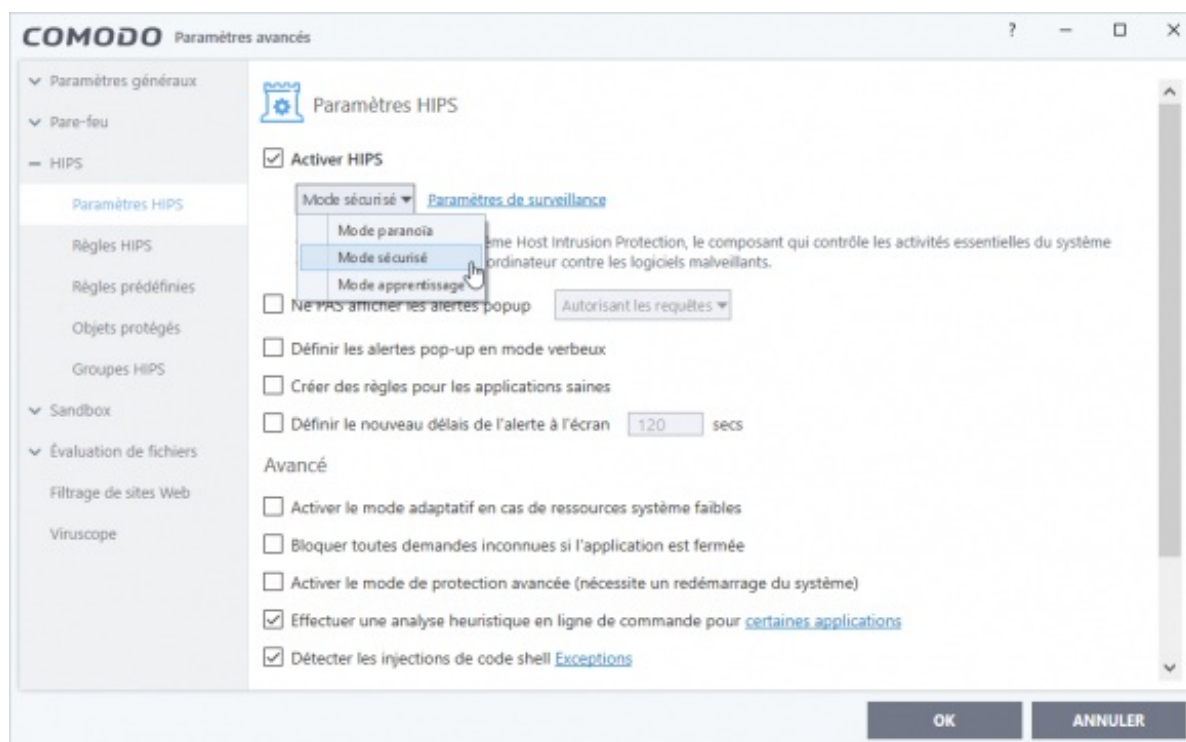 COMODO Paramètres avancés ?
Paramètres généraux
Pare-feu
HIPS
Paramètres HIPS
Règles HIPS
Règles prédéfinies
Objets protégés
Groupes HIPS
Sandbox
Évaluation de fichiers
Filtrage de sites Web
Viruscope
Paramètres HIPS
Activer HIPS
Mode sécurisé Paramètres de surveillance
Mode paranoïa
Mode sécurisé
Mode apprentissage
Host Intrusion Protection, le composant qui contrôle les activités essentielles du système
contre les logiciels malveillants.
Ne PAS afficher les alertes popup Autorisant les requêtes
Définir les alertes pop-up en mode verbeux
Créer des règles pour les applications saines
Définir le nouveau délais de l'alerte à l'écran 120 secs
Avancé
Activer le mode adaptatif en cas de ressources système faibles
Bloquer toutes demandes inconnues si l'application est fermée
Activer le mode de protection avancée (nécessite un redémarrage du système)
Effectuer une analyse heuristique en ligne de commande pour certaines applications
Détecter les injections de code shell Exceptions
OK ANNULER